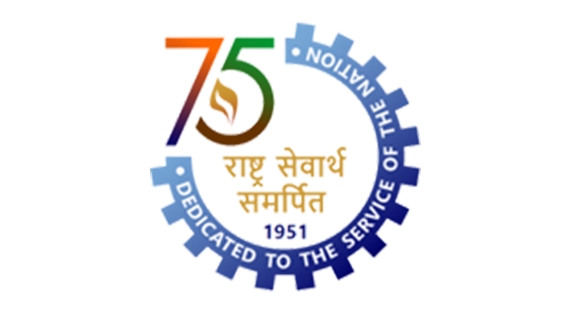 75
राष्ट्र सेवार्थ
समर्पित
1951
• DEDICATED TO THE SERVICE OF THE NATION •